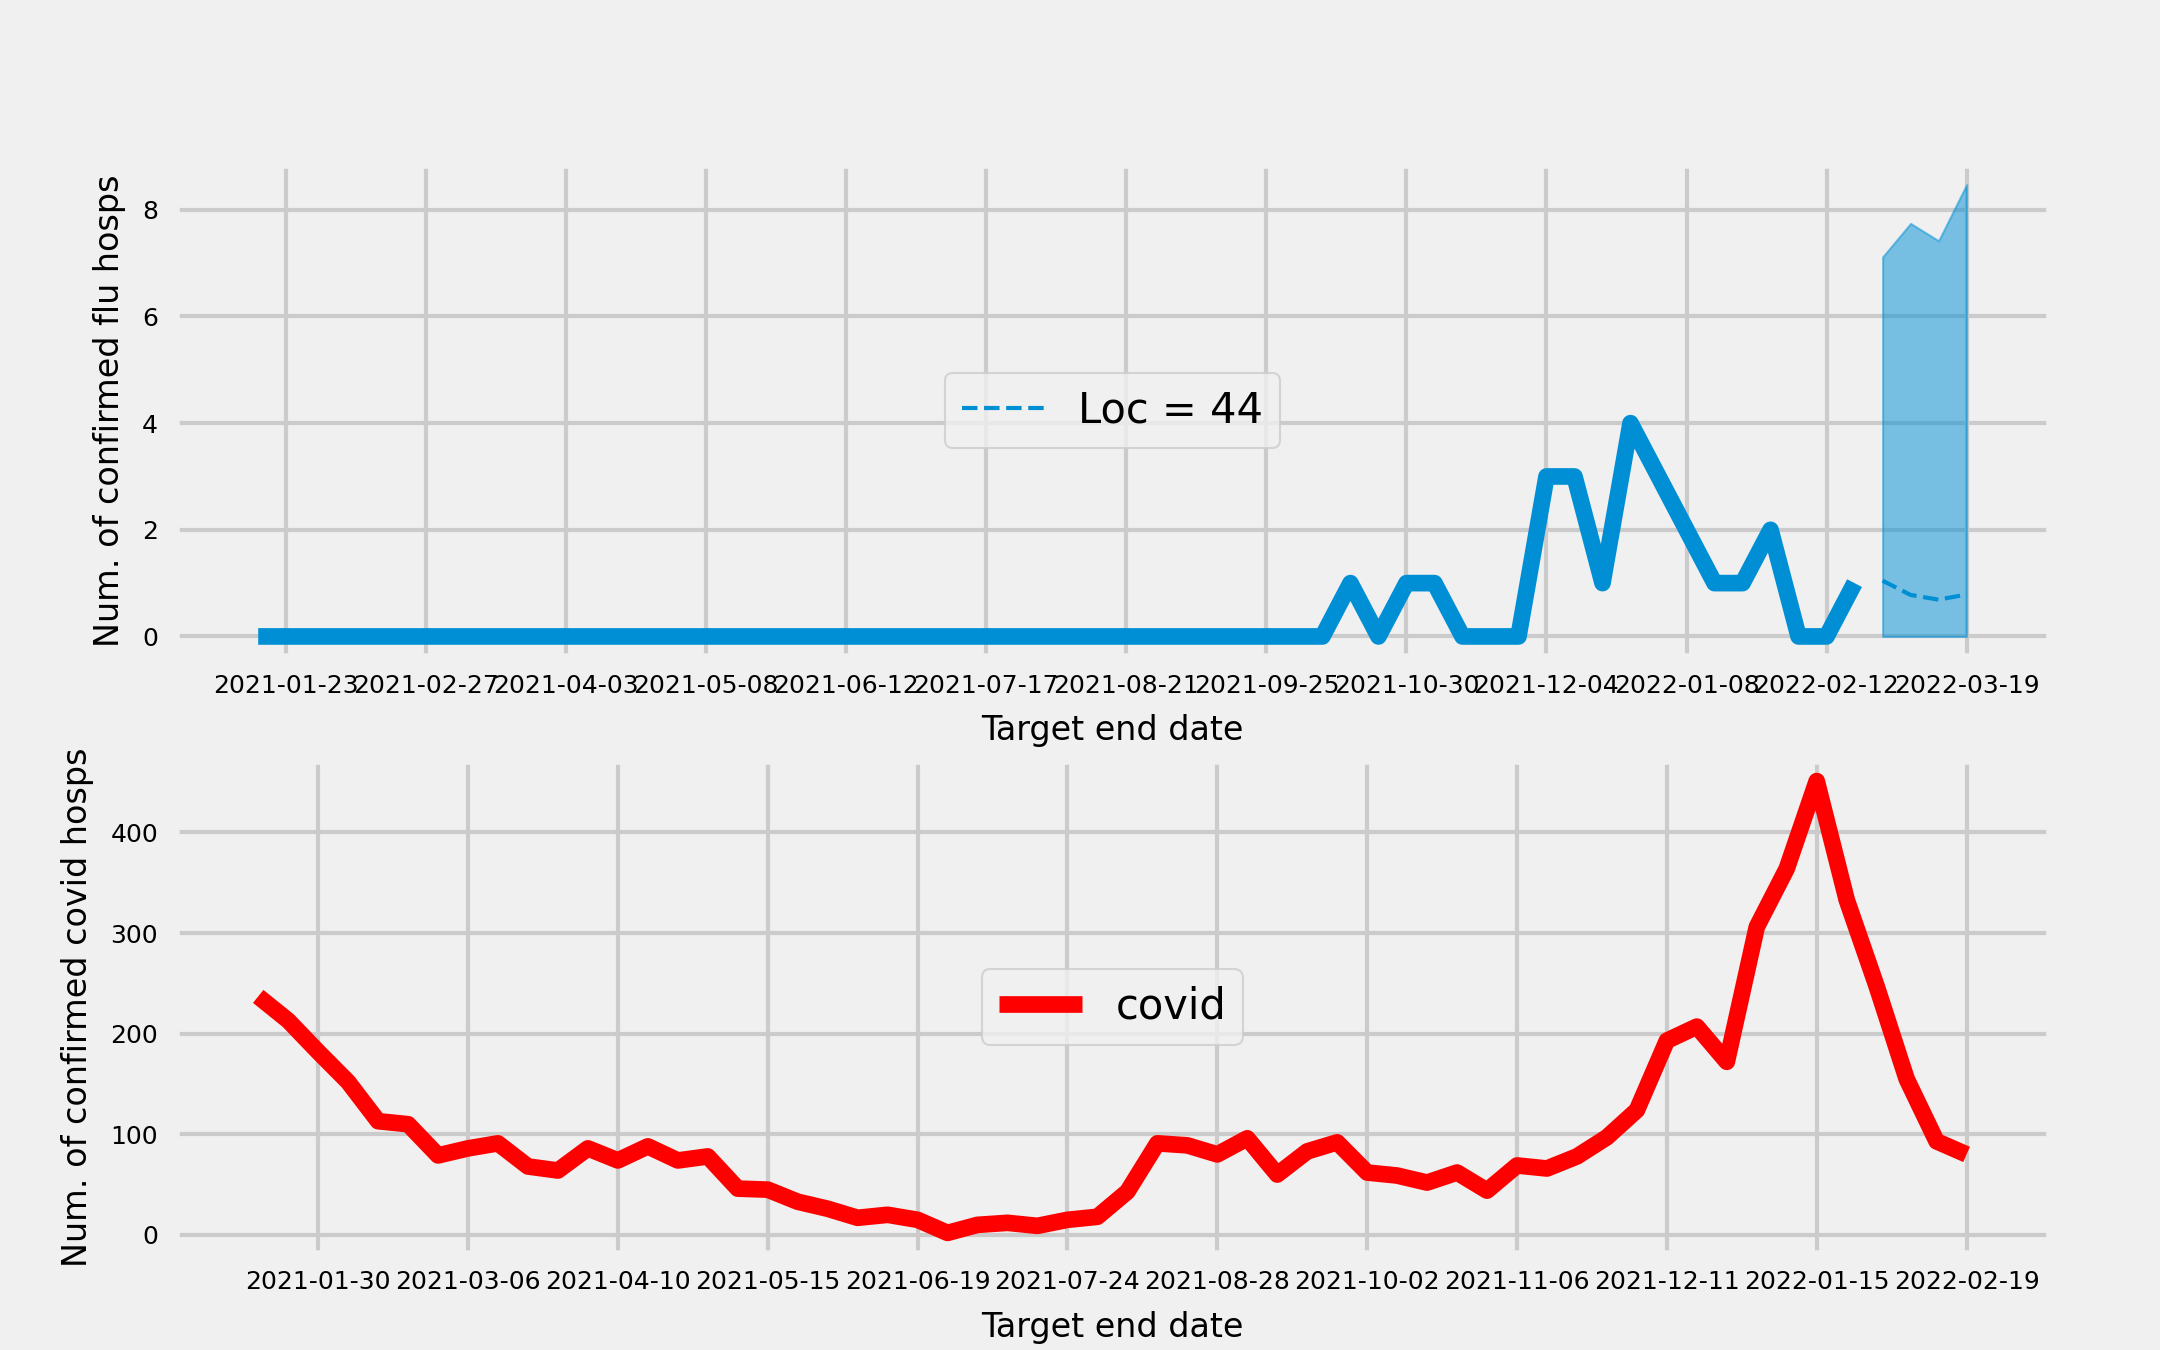 Num. of confirmed flu hosps
8
6
4
2
0
Loc = 44
2021-01-23 2021-02-27 2021-04-03 2021-05-08 2021-06-12 2021-07-17 2021-08-21 2021-09-25 2021-10-30 2021-12-04 2022-01-08 2022-02-12 2022-03-19
Target end date
Num. of confirmed covid hosps
400
300
200
100
0
covid
2021-01-30 2021-03-06 2021-04-10 2021-05-15 2021-06-19 2021-07-24 2021-08-28 2021-10-02 2021-11-06 2021-12-11 2022-01-15 2022-02-19
Target end date